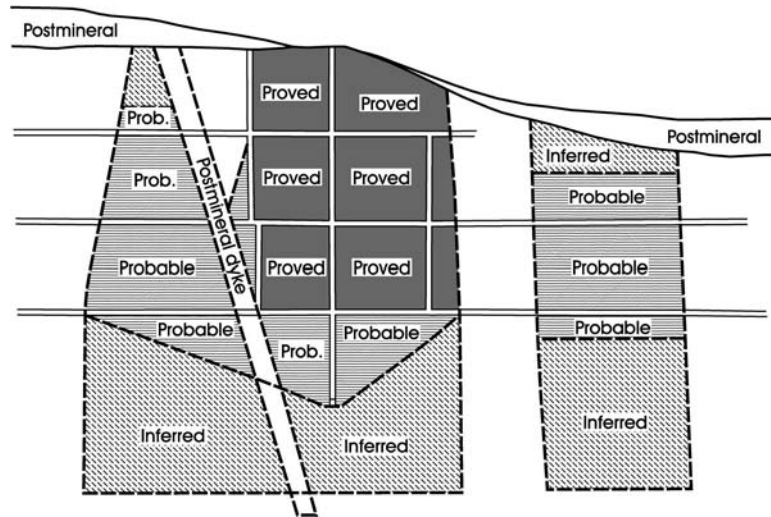 Postmineral
Proved
Proved
Prob.
Postmineral
Inferred
Proved
Proved
Prob.
Probable
Postmineral dyke
Probable
Proved
Proved
Probable
Probable
Probable
Probable
Prob.
Inferred
Inferred
Inferred